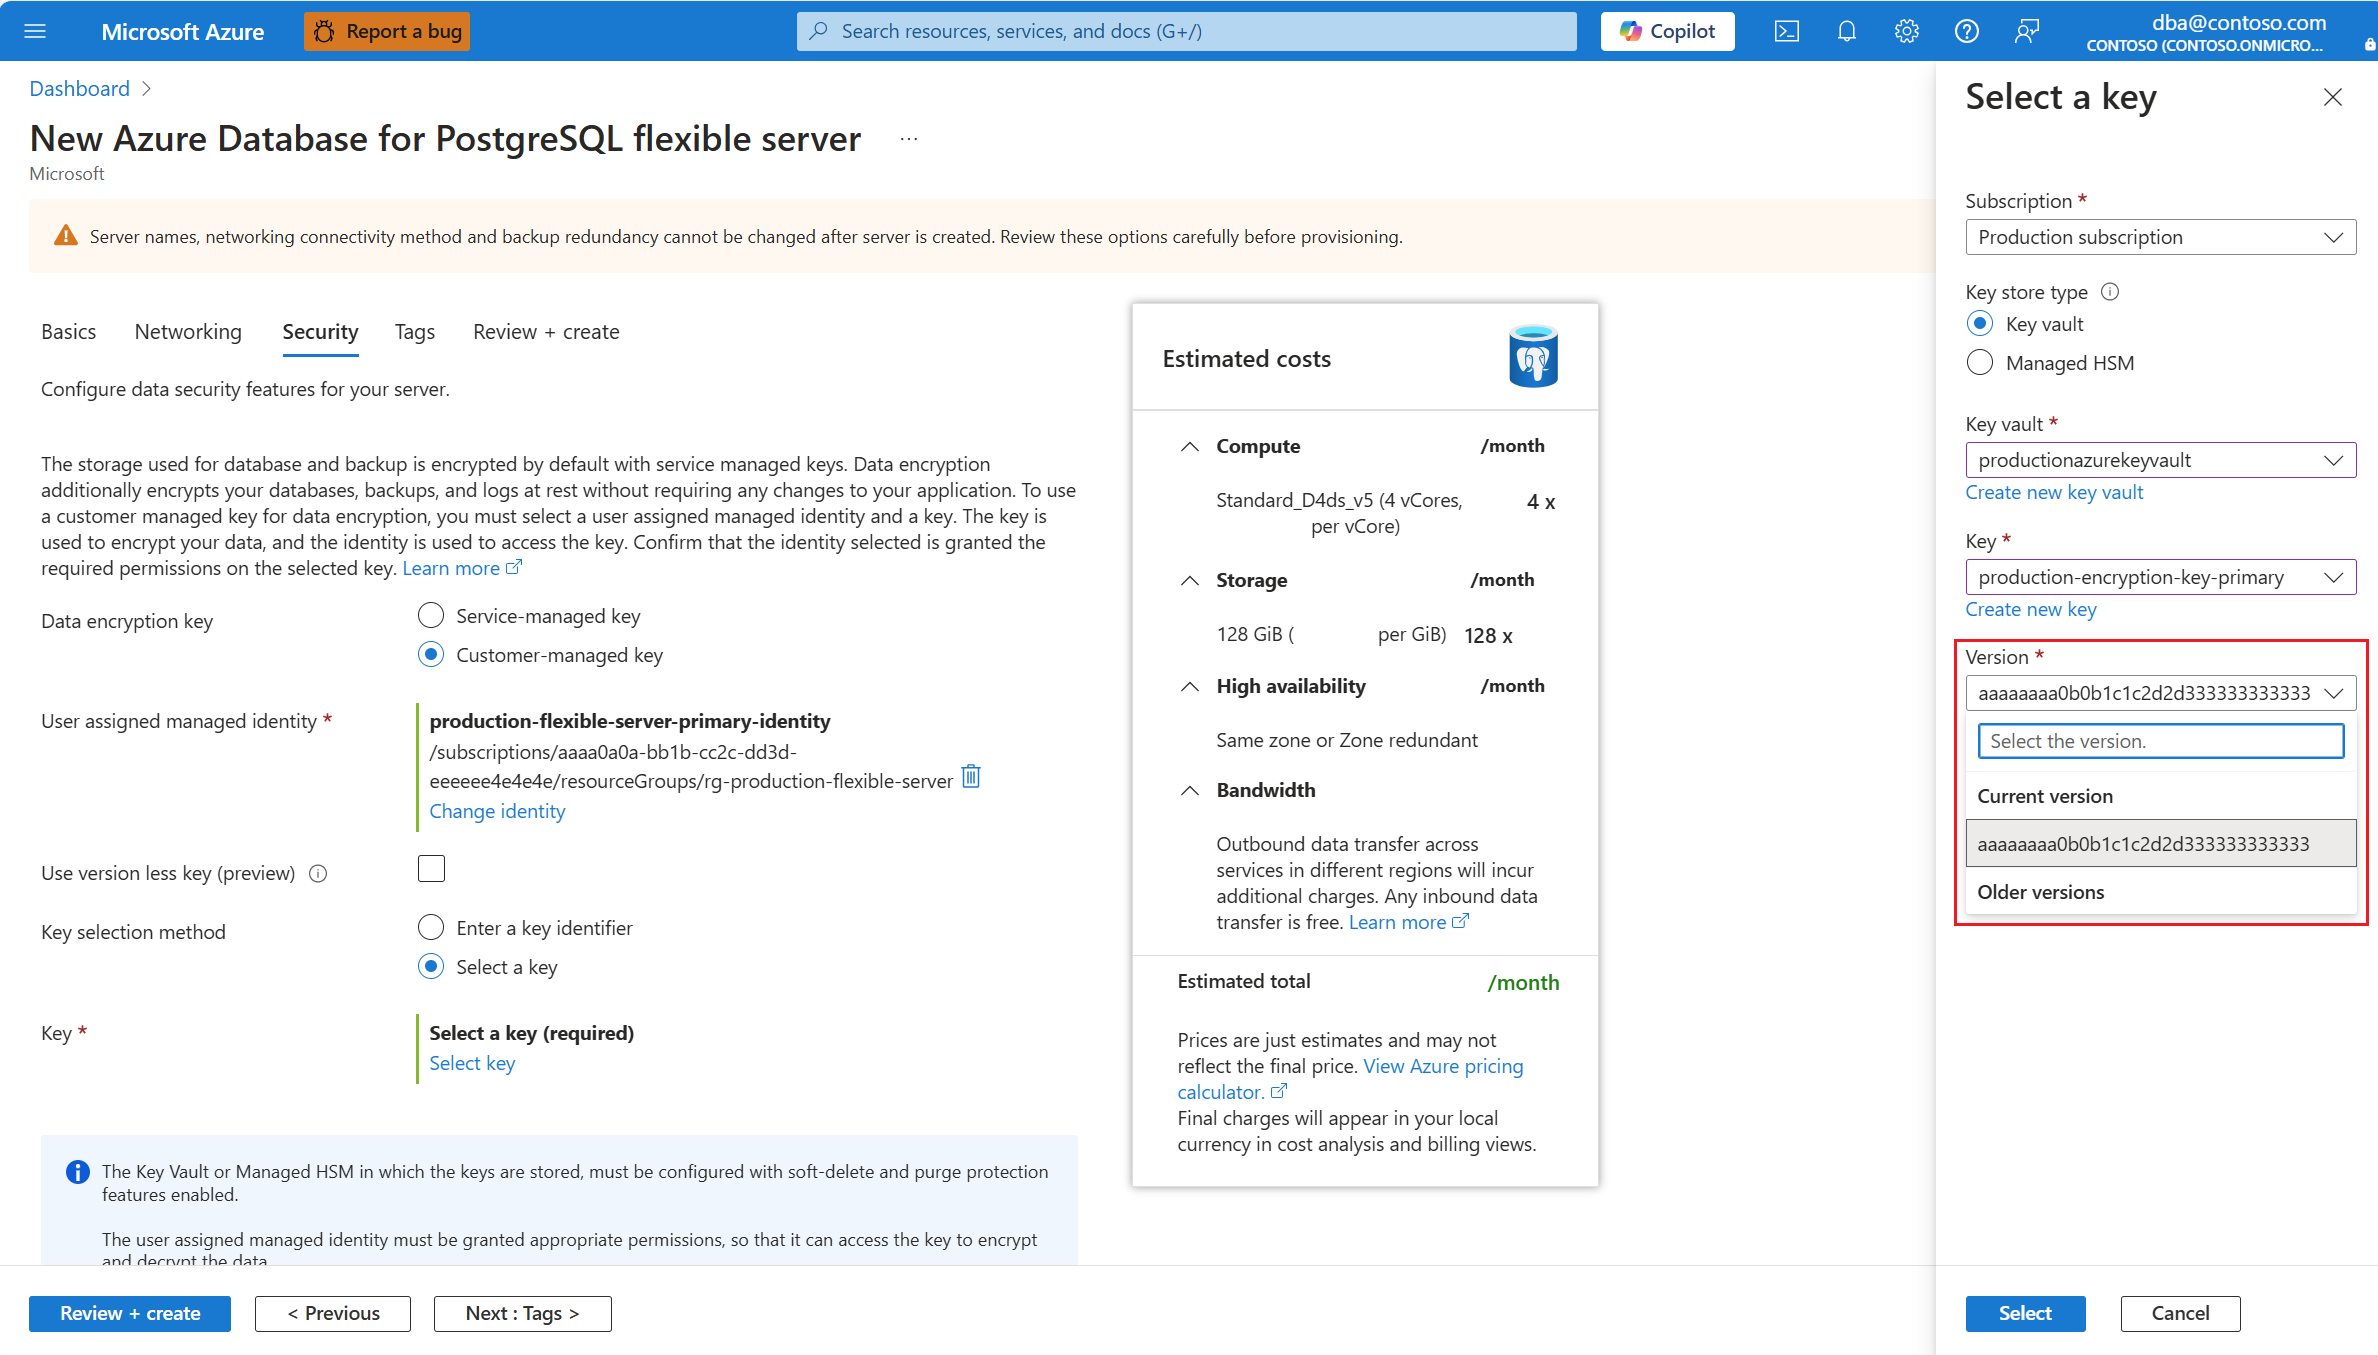 Microsoft Azure
Report a bug
Search resources, services, and docs (G+/)
Copilot
dba@contoso.com
CONTOSO (CONTOSO.ONMICRO...
Dashboard
New Azure Database for PostgreSQL flexible server
...
Microsoft
Server names, networking connectivity method and backup redundancy cannot be changed after server is created. Review these options carefully before provisioning.
Basics
Networking
Security
Tags
Review + create
Configure data security features for your server.
The storage used for database and backup is encrypted by default with service managed keys. Data encryption
additionally encrypts your databases, backups, and logs at rest without requiring any changes to your application. To use
a customer managed key for data encryption, you must select a user assigned managed identity and a key. The key is
used to encrypt your data, and the identity is used to access the key. Confirm that the identity selected is granted the
required permissions on the selected key. Learn more
Data encryption key
Service-managed key
Customer-managed key
User assigned managed identity *
production-flexible-server-primary-identity
/subscriptions/aaaa0a0a-bb1b-cc2c-dd3d-
eeeeee4e4e4e/resourceGroups/rg-production-flexible-server
Change identity
Use version less key (preview)
Key selection method
Enter a key identifier
Select a key
Key *
Select a key (required)
Select key
The Key Vault or Managed HSM in which the keys are stored, must be configured with soft-delete and purge protection
features enabled.
The user assigned managed identity must be granted appropriate permissions, so that it can access the key to encrypt
and decrypt the data.
Review + create
< Previous
Next : Tags >
Estimated costs
Compute /month
Standard_D4ds_v5 (4 vCores, 4 x
per vCore)
Storage /month
128 GiB ( per GiB) 128 x
High availability /month
Same zone or Zone redundant
Bandwidth
Outbound data transfer across
services in different regions will incur
additional charges. Any inbound data
transfer is free. Learn more
Estimated total /month
Prices are just estimates and may not
reflect the final price. View Azure pricing
calculator.
Final charges will appear in your local
currency in cost analysis and billing views.
Select a key
Subscription *
Production subscription
Key store type
Key vault
Managed HSM
Key vault *
productionazurekeyvault
Create new key vault
Key *
production-encryption-key-primary
Create new key
Version *
aaaaaaaa0b0b1c1c2d2d333333333333
Select the version.
Current version
aaaaaaaa0b0b1c1c2d2d333333333333
Older versions
Select
Cancel